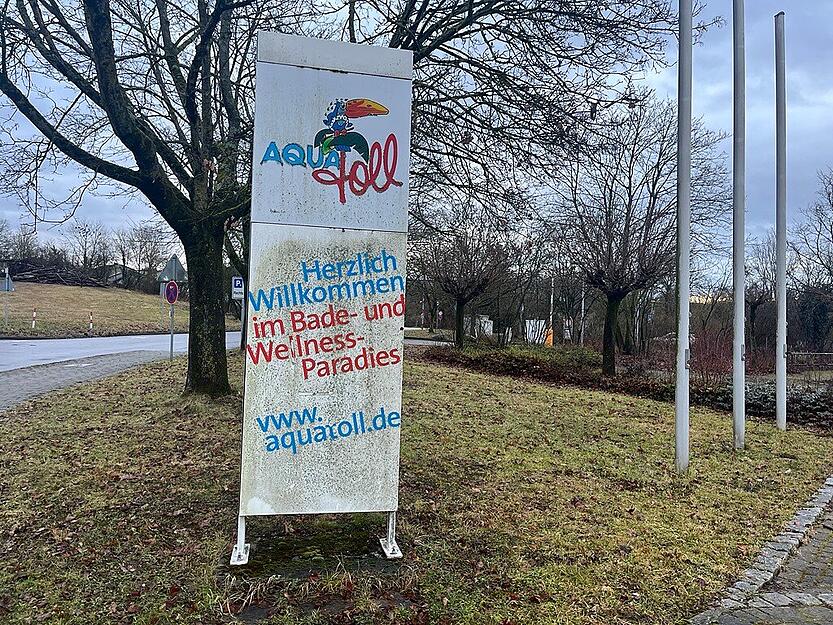 AQUA
Toll
Herzlich
Willkommen
im Bade- und
Wellness-
Paradies
www.
aquatoll.de
P